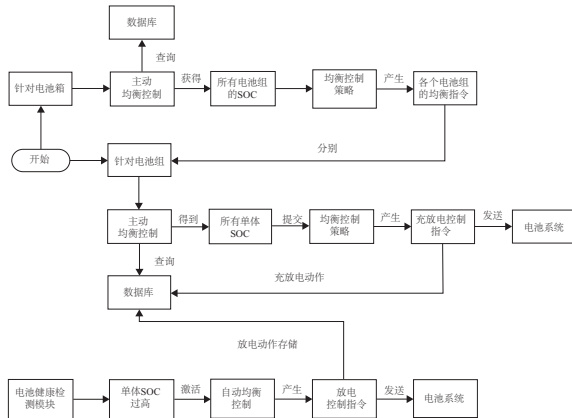 数据库
查询
针对电池箱
主动
均衡控制
获得
所有电池组
的SOC
均衡控制
策略
产生
各个电池组
的均衡指令
开始
针对电池组
分别
主动
均衡控制
得到
所有单体
SOC
提交
均衡控制
策略
产生
充放电控制
指令
发送
电池系统
查询
数据库
充放电动作
放电动作存储
电池健康检
测模块
单体SOC
过高
激活
自动均衡
控制
产生
放电
控制指令
发送
电池系统